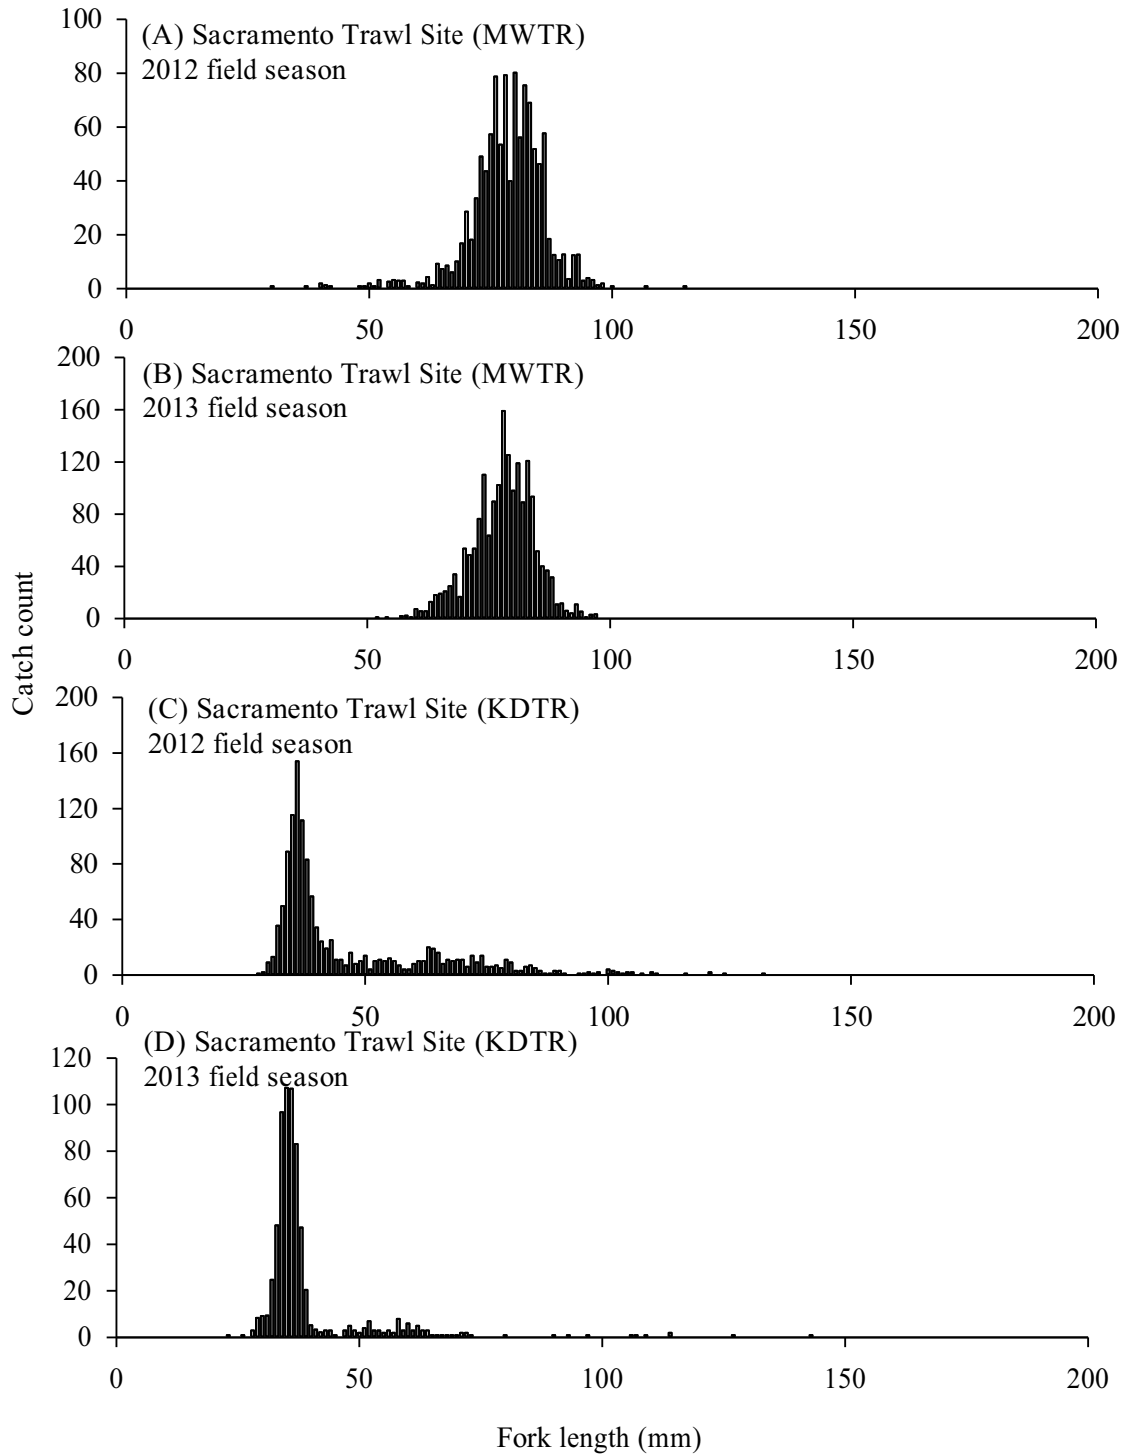 100
(A) Sacramento Trawl Site (MWTR)
2012 field season
80
60
40
20
0
0 50 100 150 200
200
(B) Sacramento Trawl Site (MWTR)
2013 field season
160
120
80
40
0
0 50 100 150 200
Catch count
200
(C) Sacramento Trawl Site (KDTR)
2012 field season
160
120
80
40
0
0 50 100 150 200
(D) Sacramento Trawl Site (KDTR)
2013 field season
120
100
80
60
40
20
0
0 50 100 150 200
Fork length (mm)